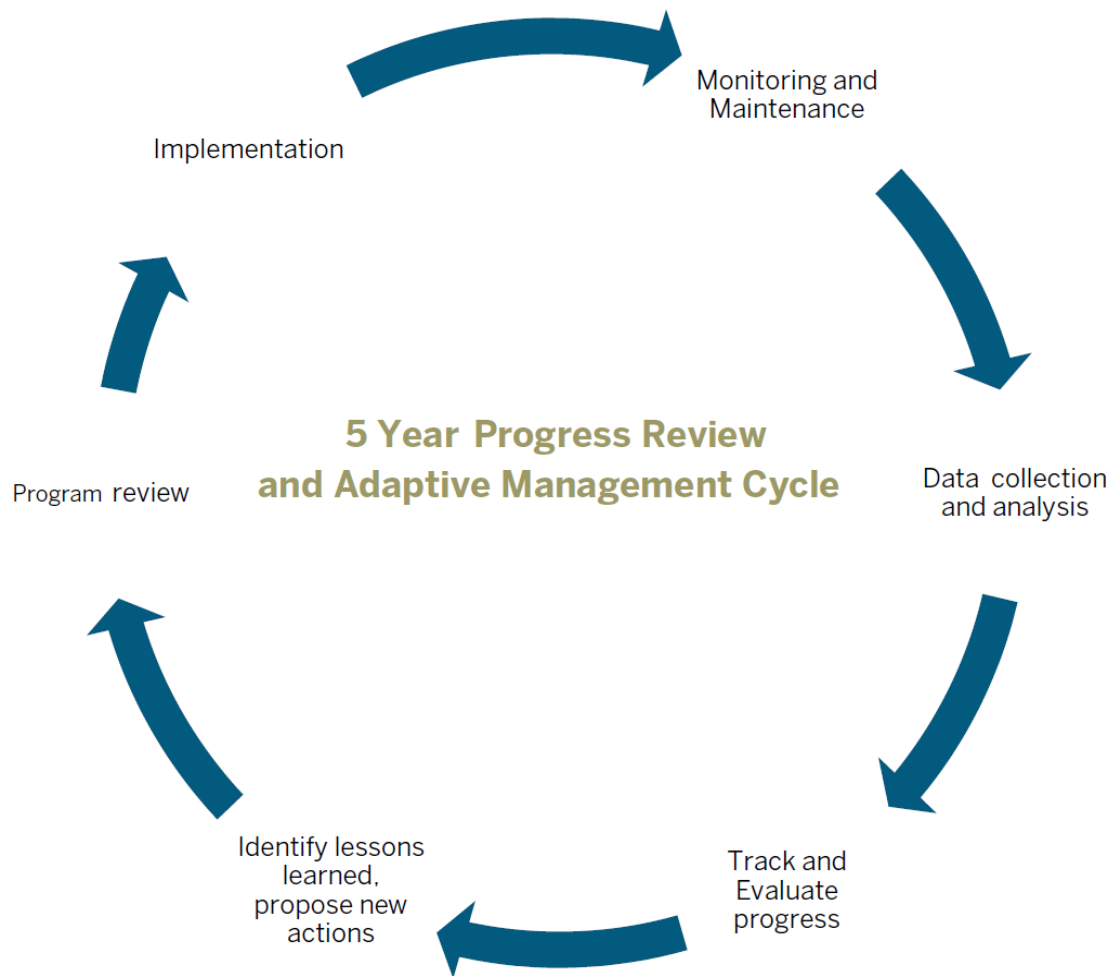 Monitoring and
Maintenance
Implementation
5 Year Progress Review
and Adaptive Management Cycle
Data collection
and analysis
Program review
Track and
Evaluate
progress
Identify lessons
learned,
propose new
actions